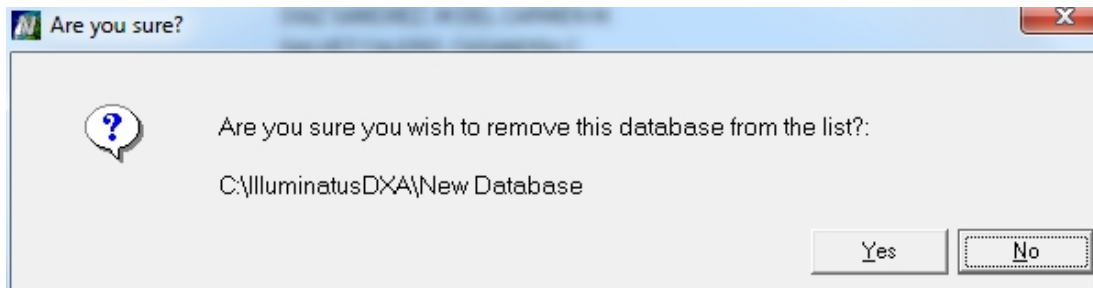 Are you sure?
Are you sure you wish to remove this database from the list?:
C:\IlluminatusDXA\New Database
Yes
No